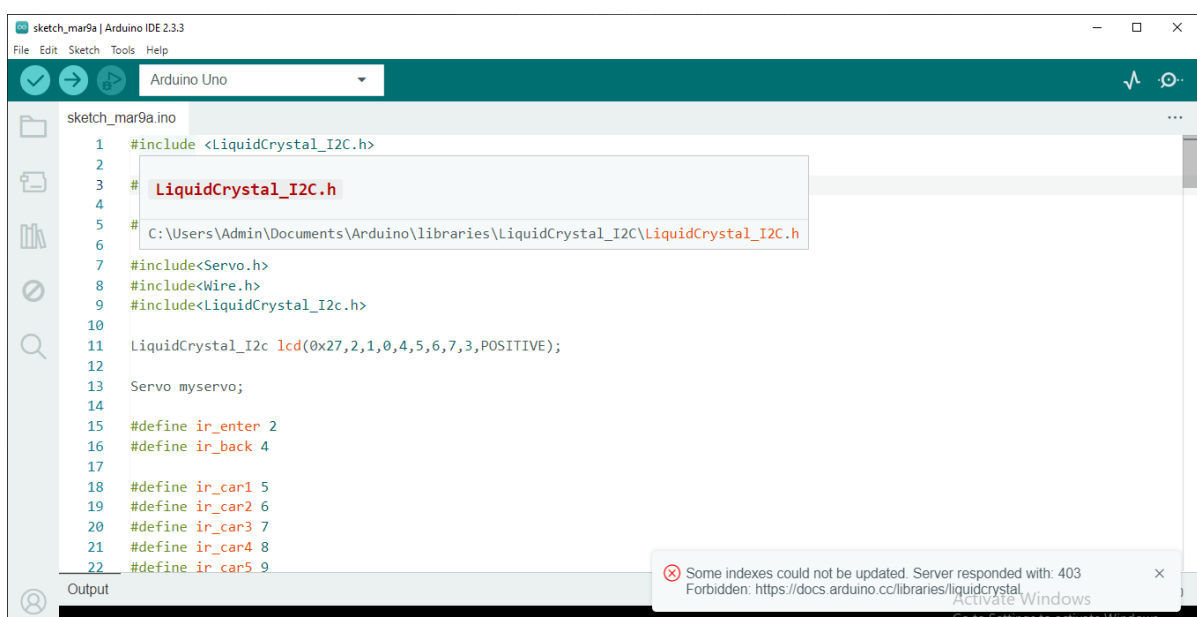 sketch_mar9a | Arduino IDE 2.3.3
File Edit Sketch Tools Help
Arduino Uno
sketch_mar9a.ino
1 #include <LiquidCrystal_I2C.h>
2
3 #
LiquidCrystal_I2C.h
4
5 #
C:\Users\Admin\Documents\Arduino\libraries\LiquidCrystal_I2C\LiquidCrystal_I2C.h
6
7 #include<Servo.h>
8 #include<Wire.h>
9 #include<LiquidCrystal_I2c.h>
10
11 LiquidCrystal_I2c lcd(0x27,2,1,0,4,5,6,7,3,POSITIVE);
12
13 Servo myservo;
14
15 #define ir_enter 2
16 #define ir_back 4
17
18 #define ir_car1 5
19 #define ir_car2 6
20 #define ir_car3 7
21 #define ir_car4 8
22 #define ir_car5 9
Output
Some indexes could not be updated. Server responded with: 403
Forbidden: https://docs.arduino.cc/libraries/liquidcrystal
Activate Windows